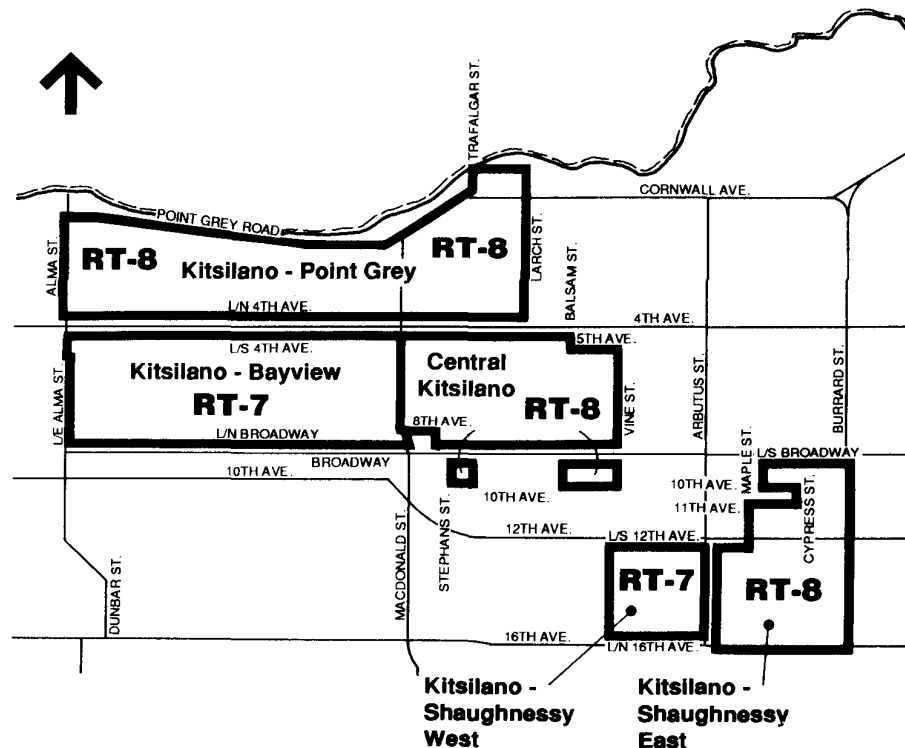 TRAFALGAR ST.
CORNWALL AVE.
POINT GREY ROAD
ALMA ST.
RT-8
RT-8
LARCH ST.
BALSAM ST.
Kitsilano - Point Grey
L/N 4TH AVE.
4TH AVE.
L/S 4TH AVE.
5TH AVE.
L/E ALMA ST.
Kitsilano - Bayview
RT-7
Central
Kitsilano
RT-8
8TH AVE.
VINE ST.
ARBUTUS ST.
BURRARD ST.
L/N BROADWAY
BROADWAY
L/S BROADWAY
10TH AVE.
10TH AVE.
10TH AVE.
MAPLE ST.
11TH AVE.
CYPRESS ST.
12TH AVE.
L/S 12TH AVE.
DUNBAR ST.
MACDONALD ST.
STEPHANS ST.
RT-7
RT-8
16TH AVE.
L/N 16TH AVE.
Kitsilano -
Shaughnessy
West
Kitsilano -
Shaughnessy
East